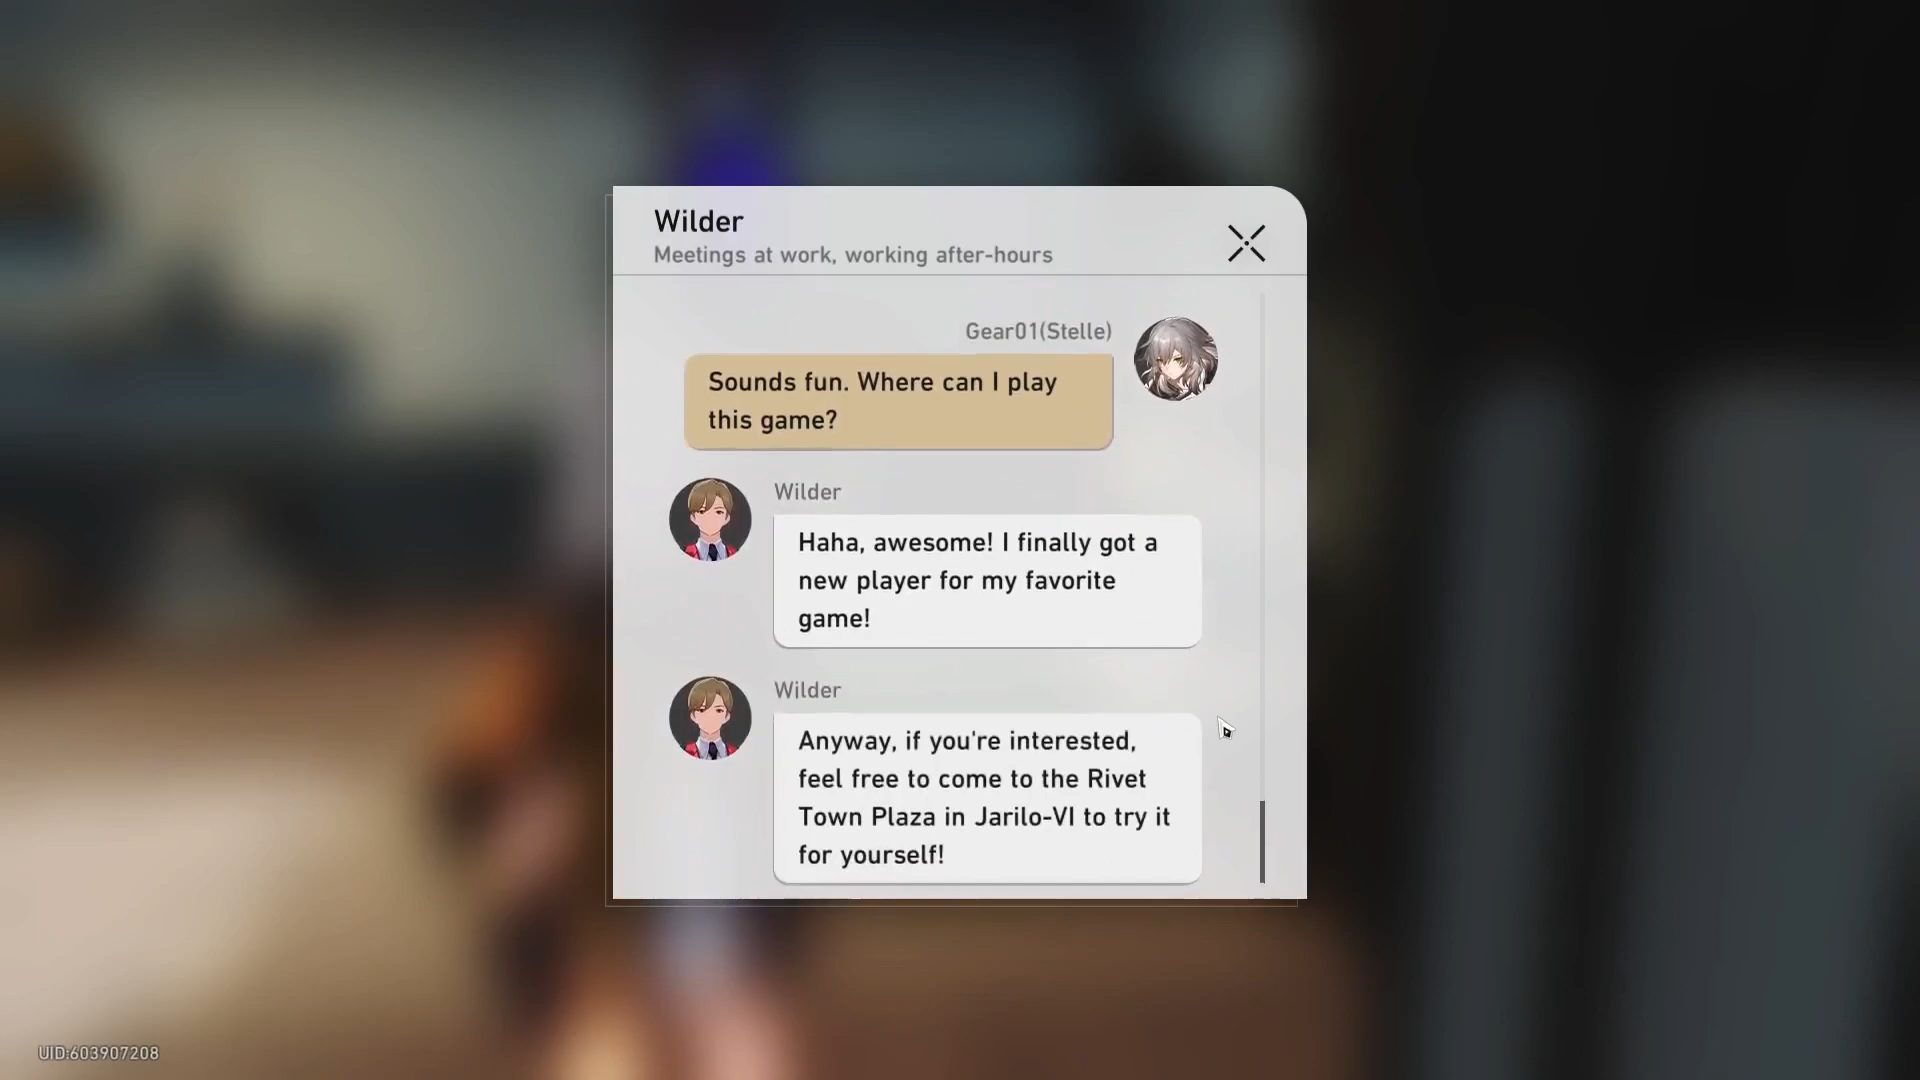 Wilder
Meetings at work, working after-hours
Gear01(Stelle)
Sounds fun. Where can I play
this game?
Wilder
Haha, awesome! I finally got a
new player for my favorite
game!
Wilder
Anyway, if you're interested,
feel free to come to the Rivet
Town Plaza in Jarilo-VI to try it
for yourself!
UID:603907208